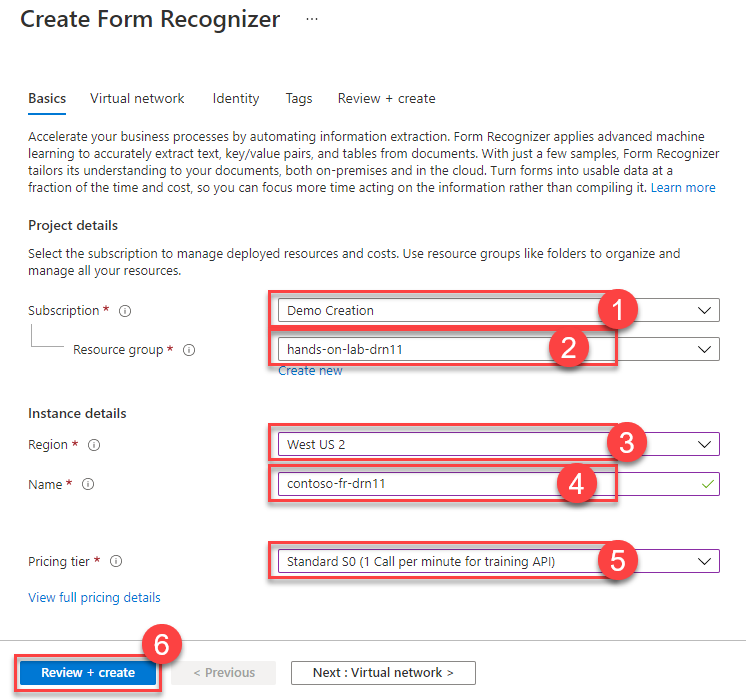 Create Form Recognizer ...
Basics Virtual network Identity Tags Review + create
Accelerate your business processes by automating information extraction. Form Recognizer applies advanced machine
learning to accurately extract text, key/value pairs, and tables from documents. With just a few samples, Form Recognizer
tailors its understanding to your documents, both on-premises and in the cloud. Turn forms into usable data at a
fraction of the time and cost, so you can focus more time acting on the information rather than compiling it. Learn more
Project details
Select the subscription to manage deployed resources and costs. Use resource groups like folders to organize and
manage all your resources.
Subscription * Demo Creation 1
Resource group * hands-on-lab-drn11 2
Create new
Instance details
Region * West US 2 3
Name * contoso-fr-drn11 4
Pricing tier * Standard S0 (1 Call per minute for training API) 5
View full pricing details
6
Review + create < Previous Next : Virtual network >